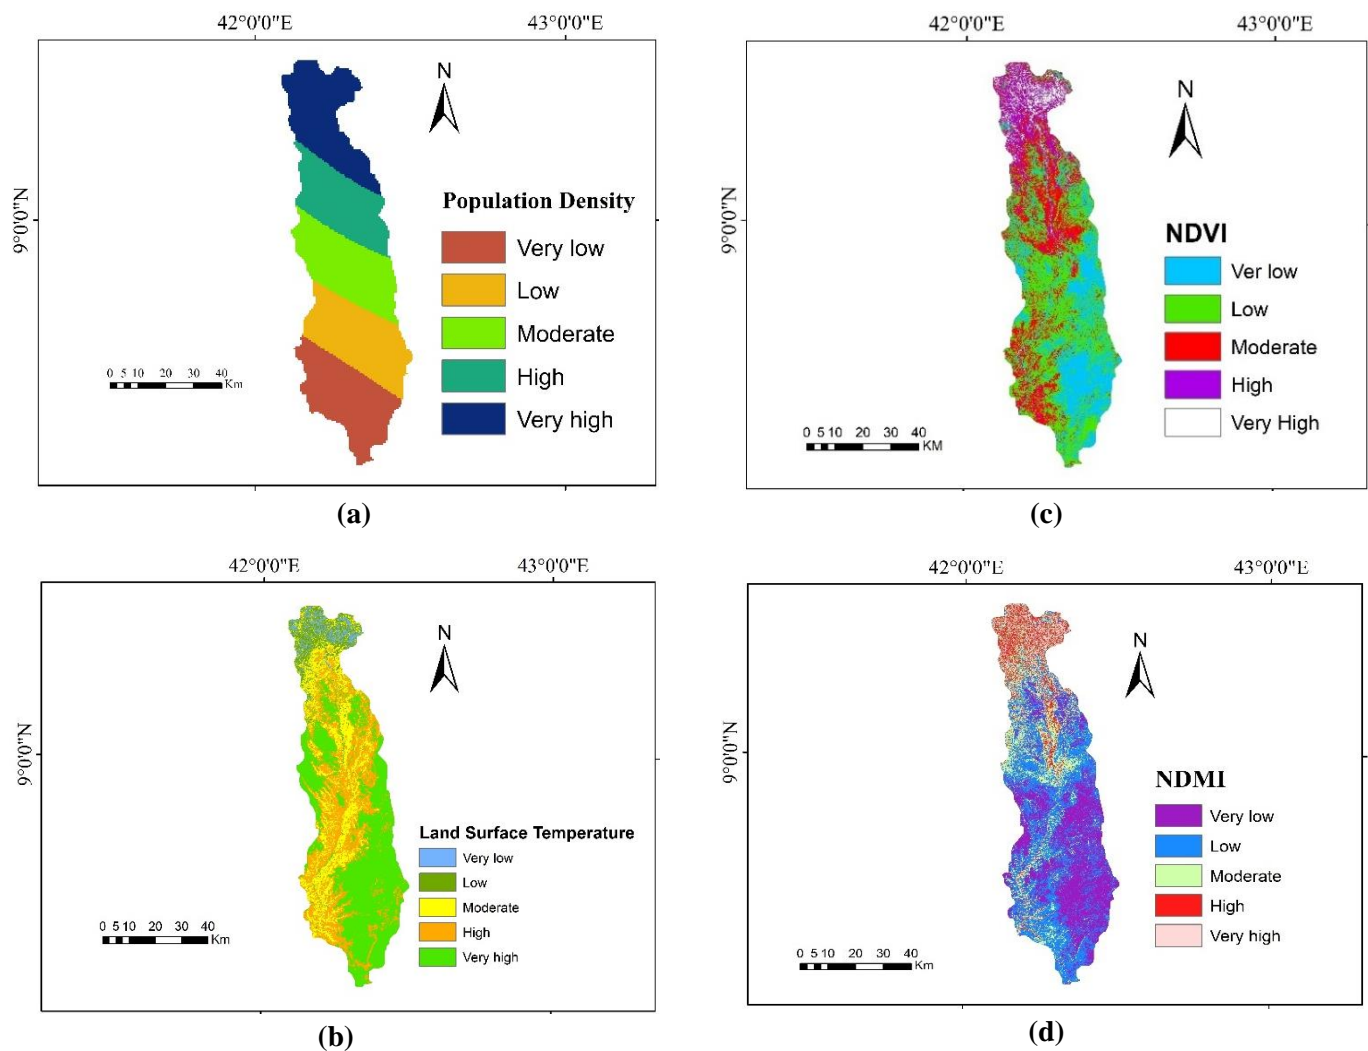 42°0'0"E 43°0'0"E
N
9°0'0"N
Population Density
Very low
Low
Moderate
High
Very high
0 5 10 20 30 40
Km
(a)
42°0'0"E 43°0'0"E
N
9°0'0"N
NDVI
Ver low
Low
Moderate
High
Very High
0 5 10 20 30 40
KM
(c)
42°0'0"E 43°0'0"E
N
9°0'0"N
Land Surface Temperature
Very low
Low
Moderate
High
Very high
0 5 10 20 30 40
Km
(b)
42°0'0"E 43°0'0"E
N
9°0'0"N
NDMI
Very low
Low
Moderate
High
Very high
0 5 10 20 30 40
Km
(d)